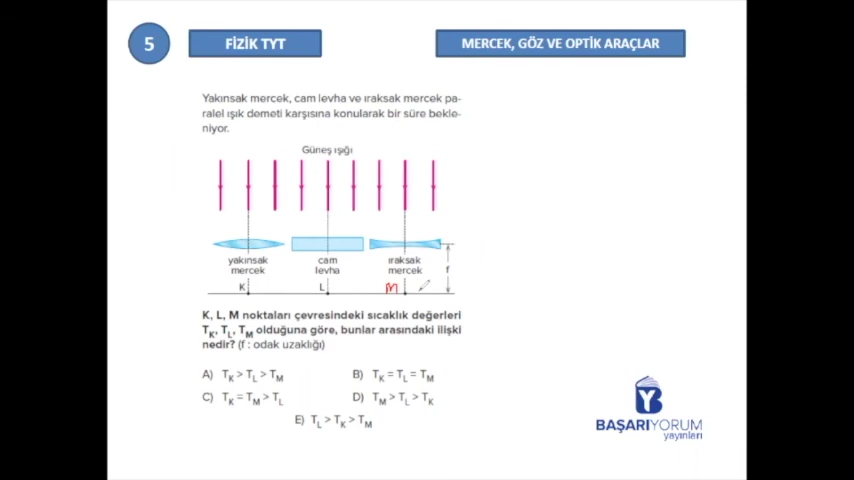 5
FİZİK TYT
MERCEK, GÖZ VE OPTİK ARAÇLAR
Yakınsak mercek, cam levha ve ıraksak mercek pa-
ralel ışık demeti karşısına konularak bir süre bekle-
niyor.
Güneş ışığı
yakınsak mercek
cam levha
ıraksak mercek
f
K
L
M
K, L, M noktaları çevresindeki sıcaklık değerleri
TK, TL, TM olduğuna göre, bunlar arasındaki ilişki
nedir? (f : odak uzaklığı)
A) TK > TL > TM
B) TK = TL = TM
C) TK = TM > TL
D) TM > TL > TK
E) TL > TK > TM
BAŞARIYORUM
yayınları